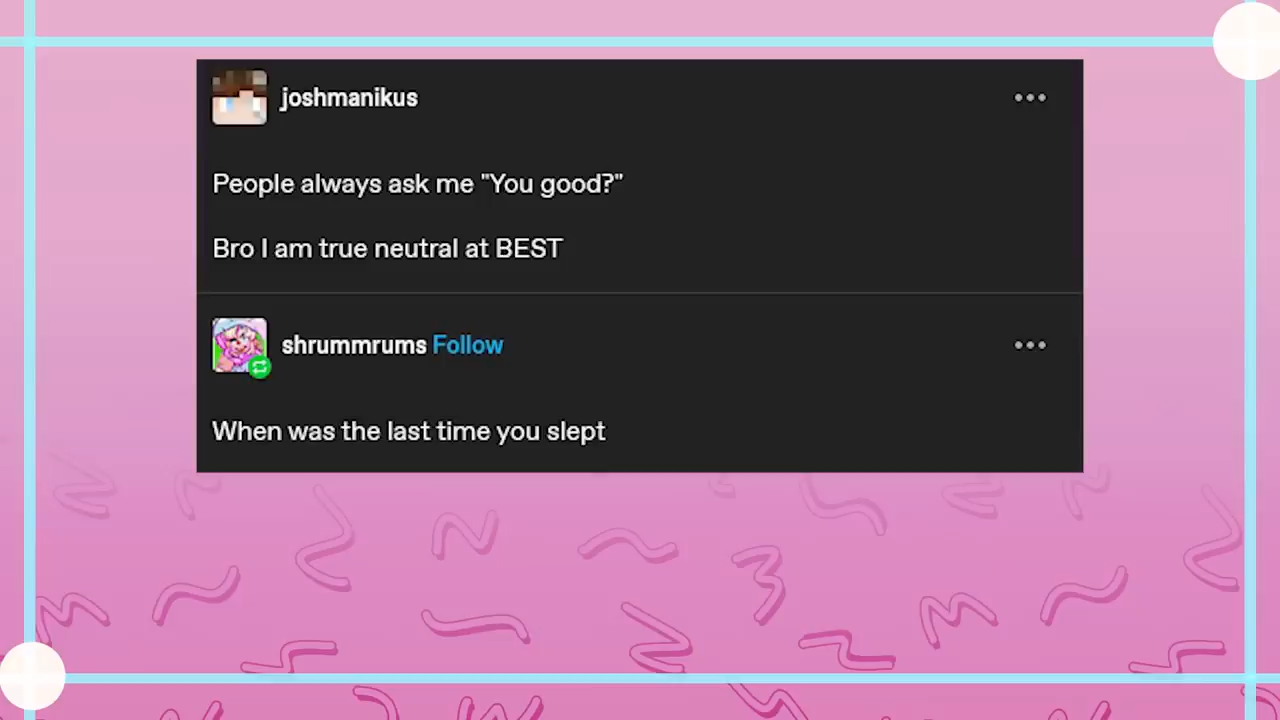 joshmanikus
People always ask me "You good?"
Bro I am true neutral at BEST
shrummrums Follow
When was the last time you slept